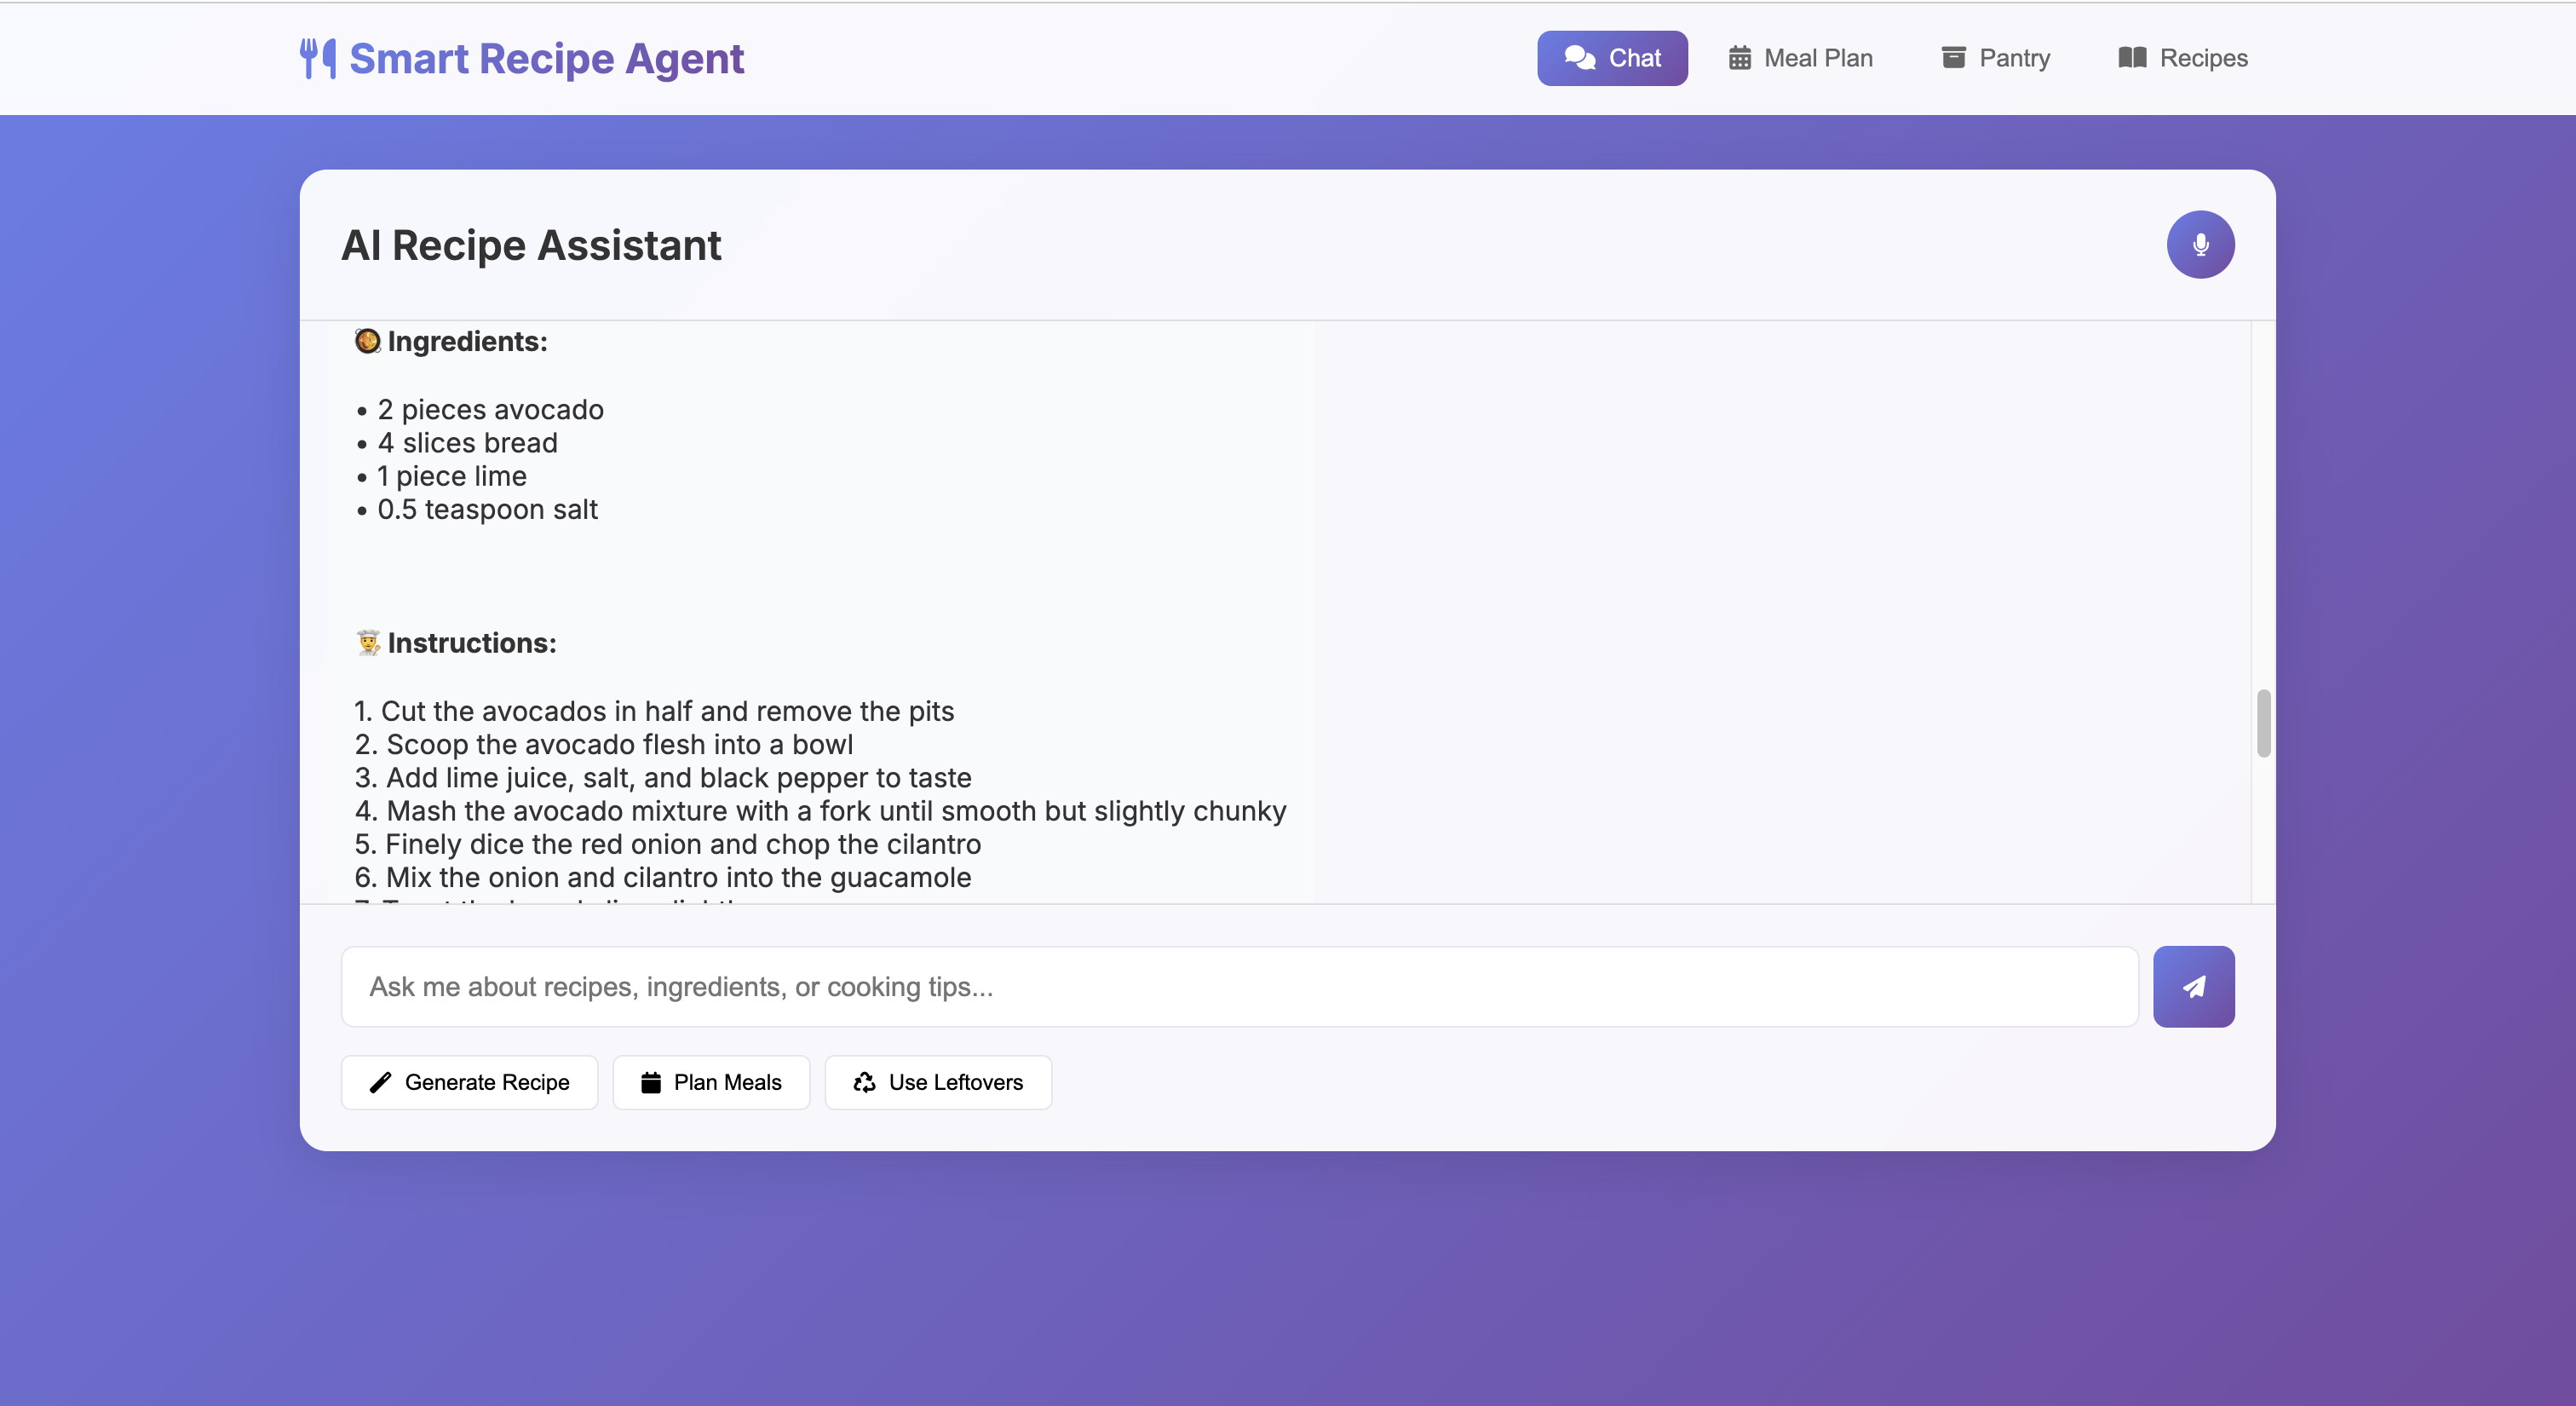 Smart Recipe Agent
Chat
Meal Plan
Pantry
Recipes
AI Recipe Assistant
Ingredients:
• 2 pieces avocado
• 4 slices bread
• 1 piece lime
• 0.5 teaspoon salt
Instructions:
1. Cut the avocados in half and remove the pits
2. Scoop the avocado flesh into a bowl
3. Add lime juice, salt, and black pepper to taste
4. Mash the avocado mixture with a fork until smooth but slightly chunky
5. Finely dice the red onion and chop the cilantro
6. Mix the onion and cilantro into the guacamole
Ask me about recipes, ingredients, or cooking tips...
Generate Recipe
Plan Meals
Use Leftovers